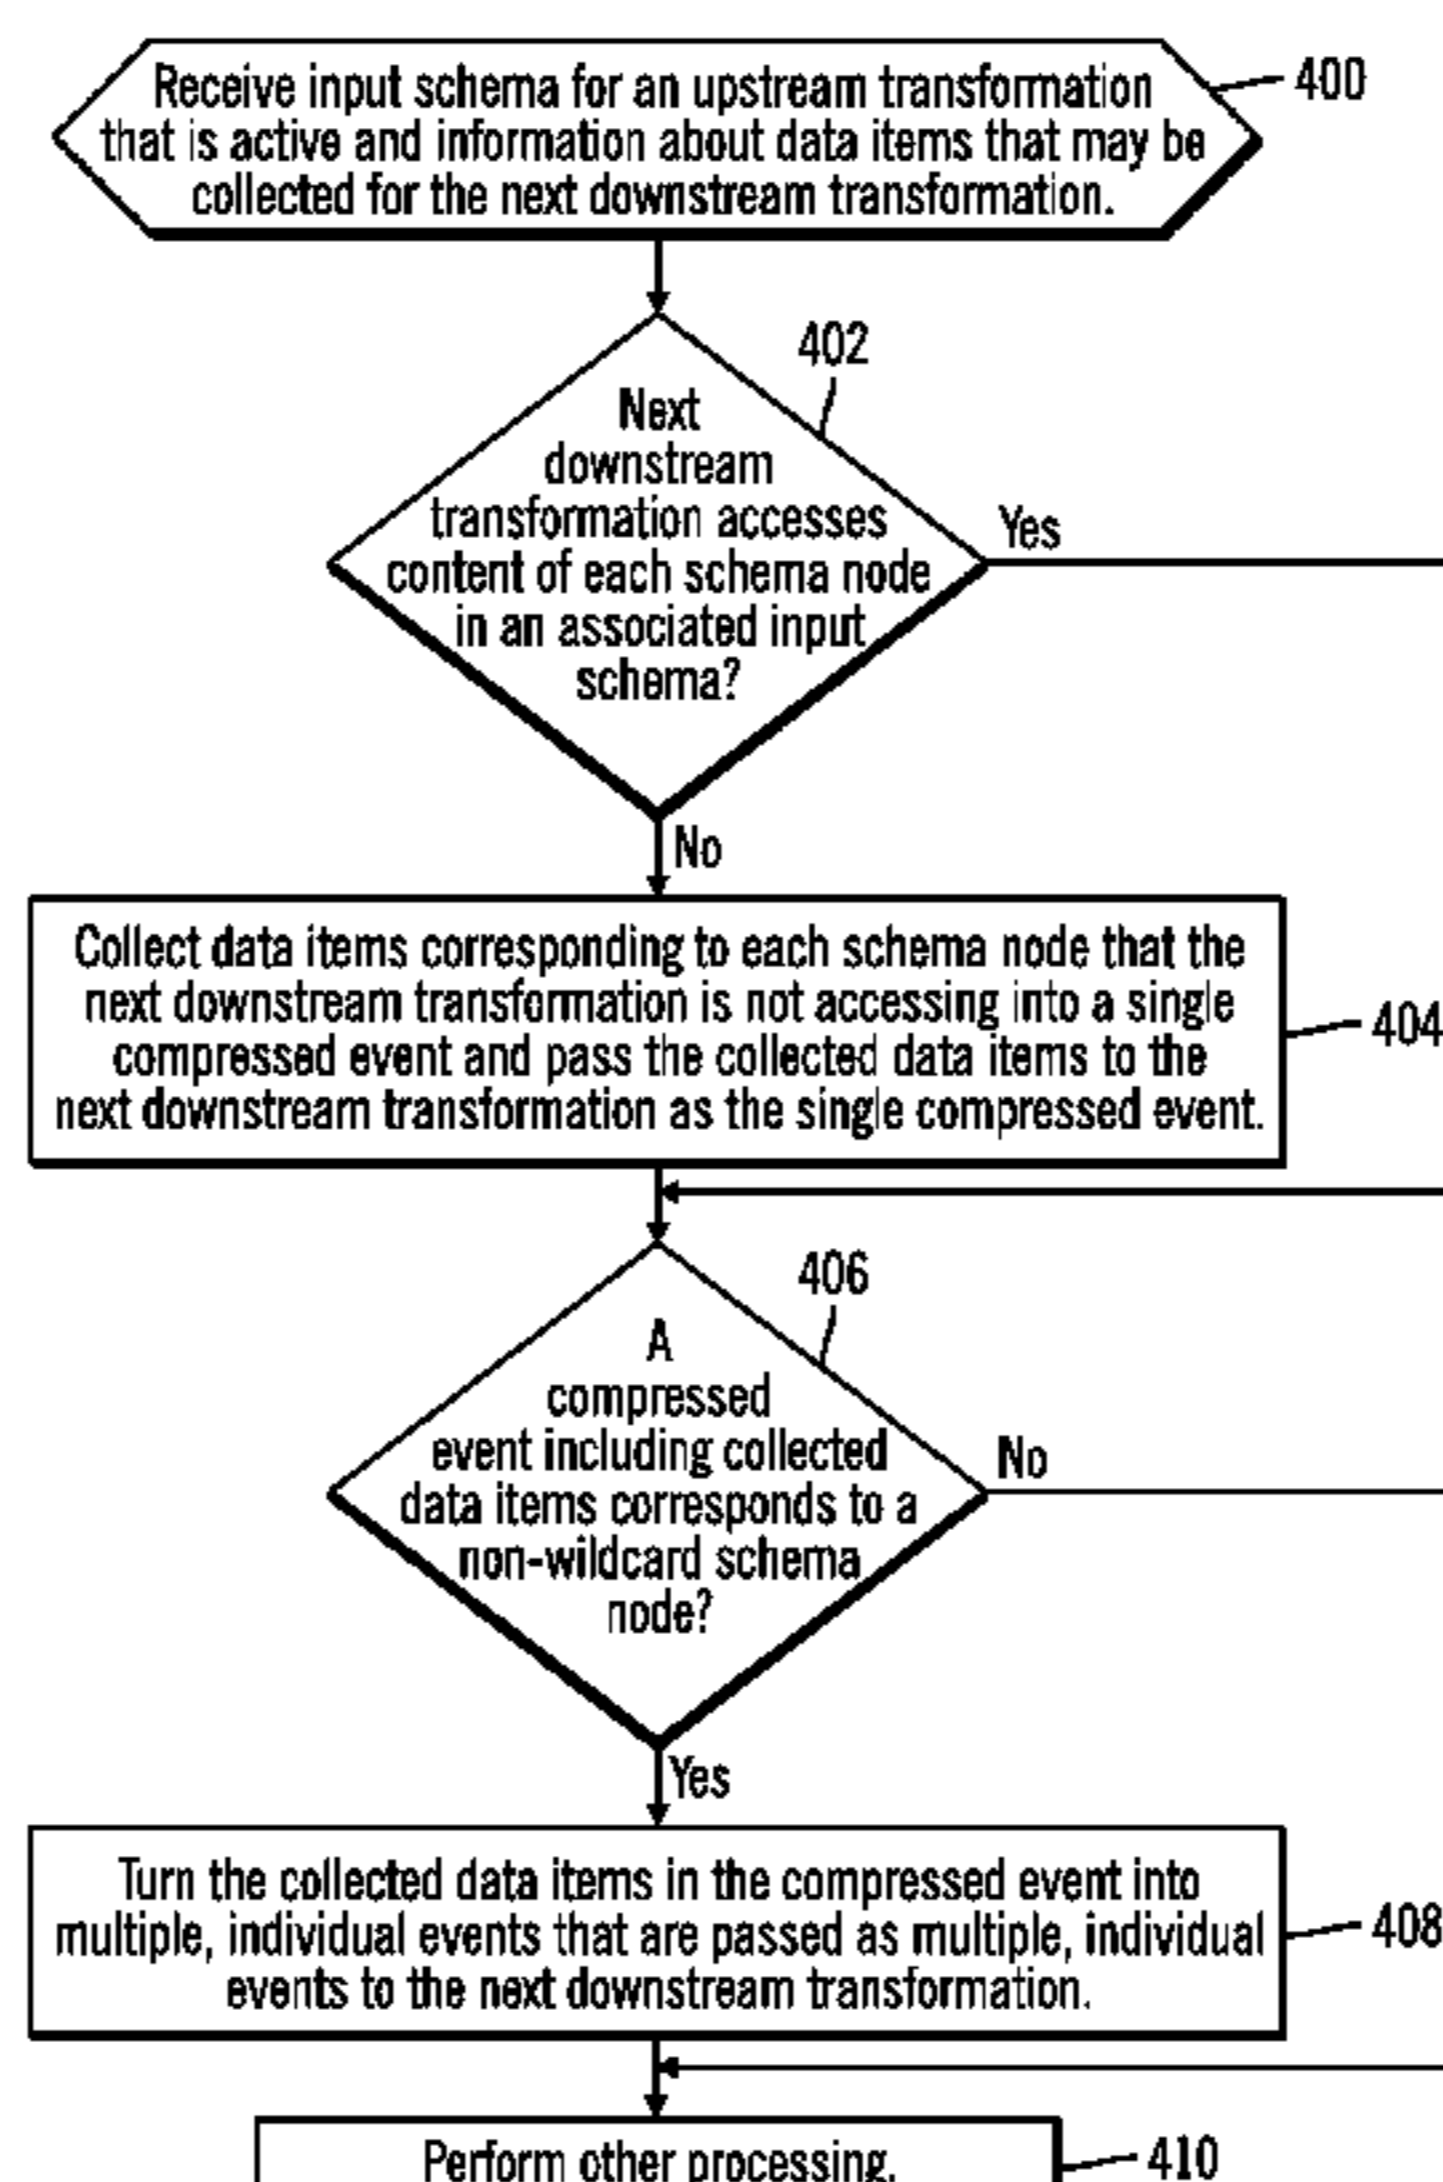 Receive input schema for an upstream transformation
that is active and information about data items that may be
collected for the next downstream transformation.
400
402
Next
downstream
transformation accesses
content of each schema node
in an associated input
schema?
Yes
No
Collect data items corresponding to each schema node that the
next downstream transformation is not accessing into a single
compressed event and pass the collected data items to the
next downstream transformation as the single compressed event.
404
406
A
compressed
event including collected
data items corresponds to a
non-wildcard schema
node?
No
Yes
Turn the collected data items in the compressed event into
multiple, individual events that are passed as multiple, individual
events to the next downstream transformation.
408
Perform other processing.
410